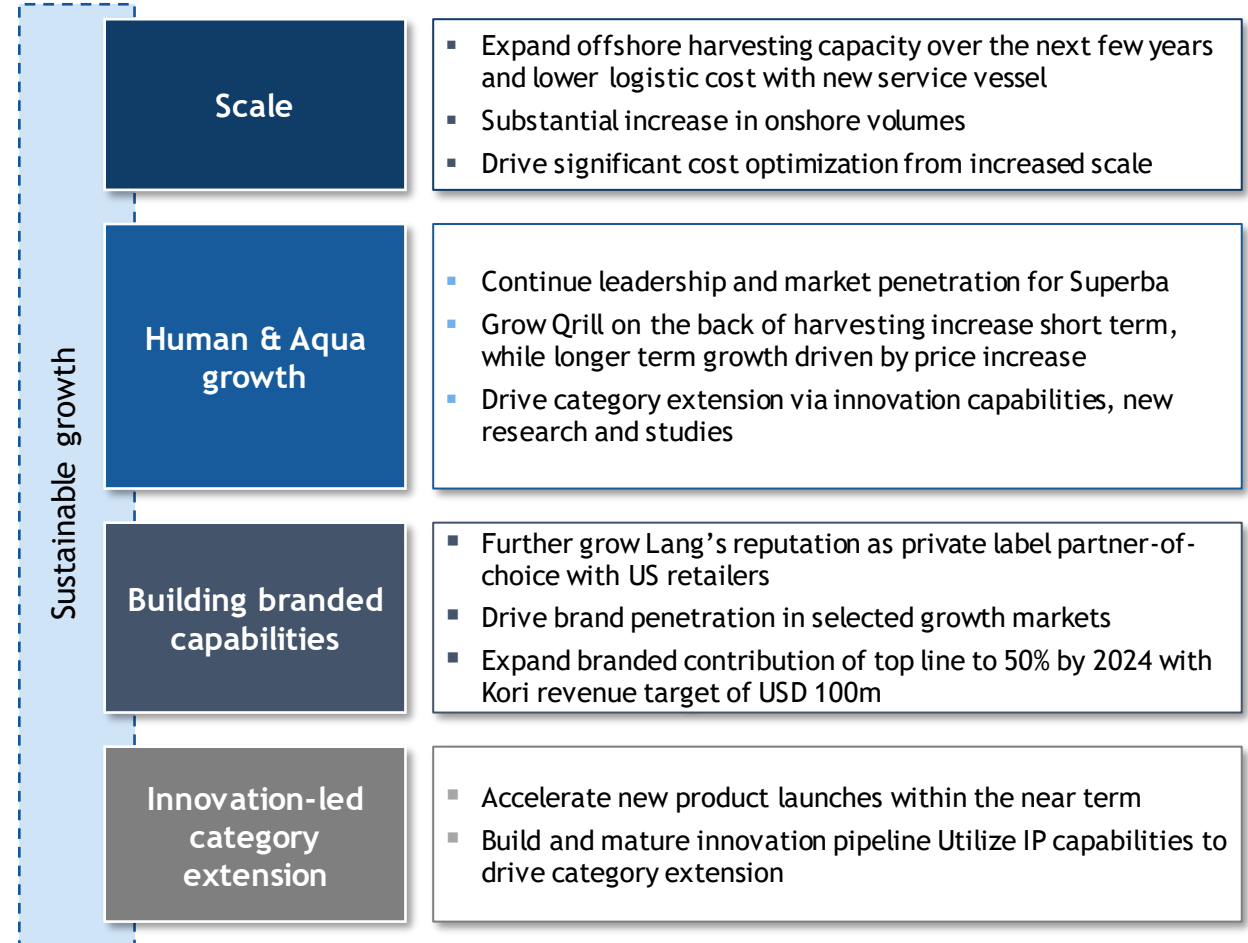 Sustainable growth
Scale
▪ Expand offshore harvesting capacity over the next few years
and lower logistic cost with new service vessel
▪ Substantial increase in onshore volumes
▪ Drive significant cost optimization from increased scale
Human & Aqua
growth
▪ Continue leadership and market penetration for Superba
▪ Grow Qrill on the back of harvesting increase short term,
while longer term growth driven by price increase
▪ Drive category extension via innovation capabilities, new
research and studies
Building branded
capabilities
▪ Further grow Lang’s reputation as private label partner-of-
choice with US retailers
▪ Drive brand penetration in selected growth markets
▪ Expand branded contribution of top line to 50% by 2024 with
Kori revenue target of USD 100m
Innovation-led
category
extension
▪ Accelerate new product launches within the near term
▪ Build and mature innovation pipeline Utilize IP capabilities to
drive category extension